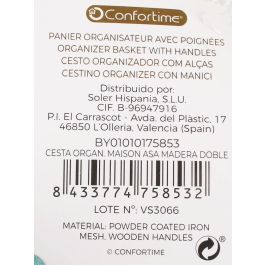 Confortime®
PANIER ORGANISATEUR AVEC POIGNÉES
ORGANIZER BASKET WITH HANDLES
CESTO ORGANIZADOR COM ALÇAS
CESTINO ORGANIZER CON MANICI
Distribuido por:
Soler Hispania, S.L.U.
CIF. B-96947916
P.I. El Carrascot - Avda. del Plàstic, 17
46850 L'Olleria, Valencia (Spain)
BY01010175853
CESTA ORGAN. MAISON ASA MADERA DOBLE
8 433774 758532
LOTE Nº: VS3066
MATERIAL: POWDER COATED IRON
MESH. WOODEN HANDLES
© CONFORTIME